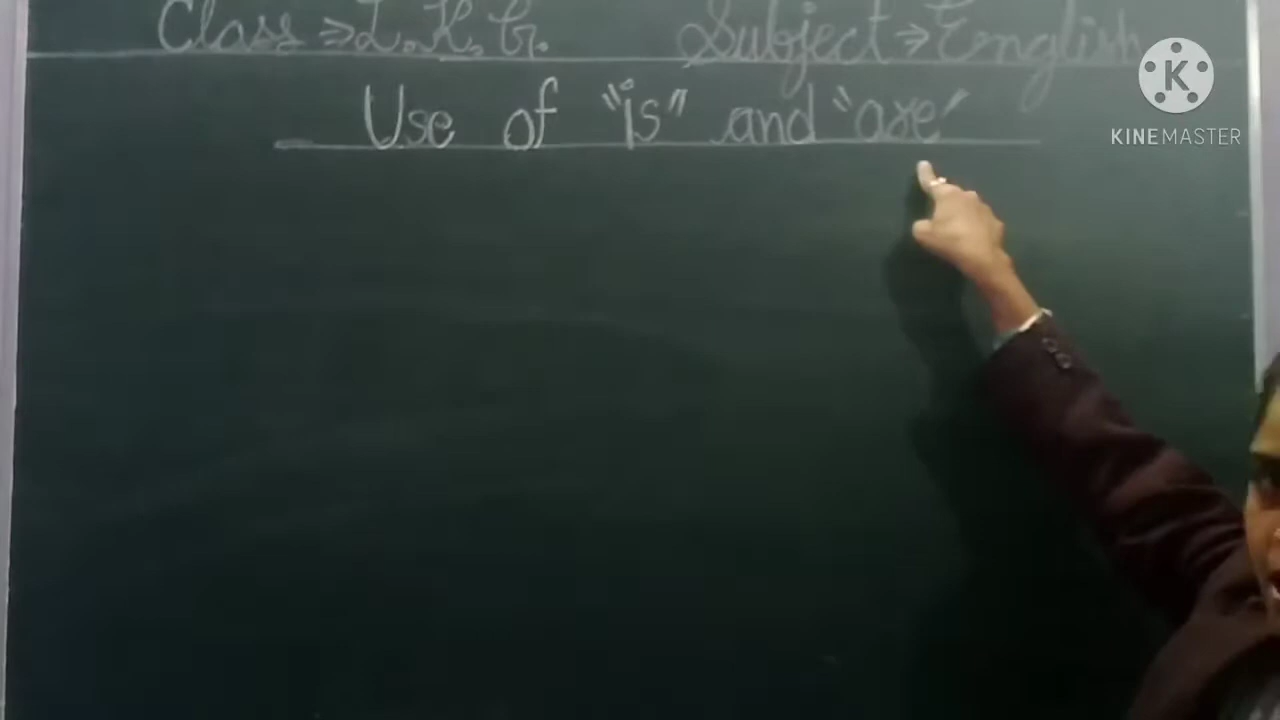 Class ⇒ L.K.G. Subject ⇒ English
Use of "is" and "are"
K
KINEMASTER